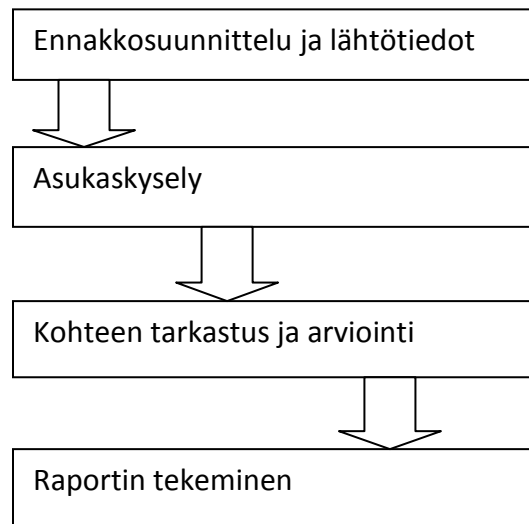 Ennakkosuunnittelu ja lähtötiedot
Asukaskysely
Kohteen tarkastus ja arviointi
Raportin tekeminen